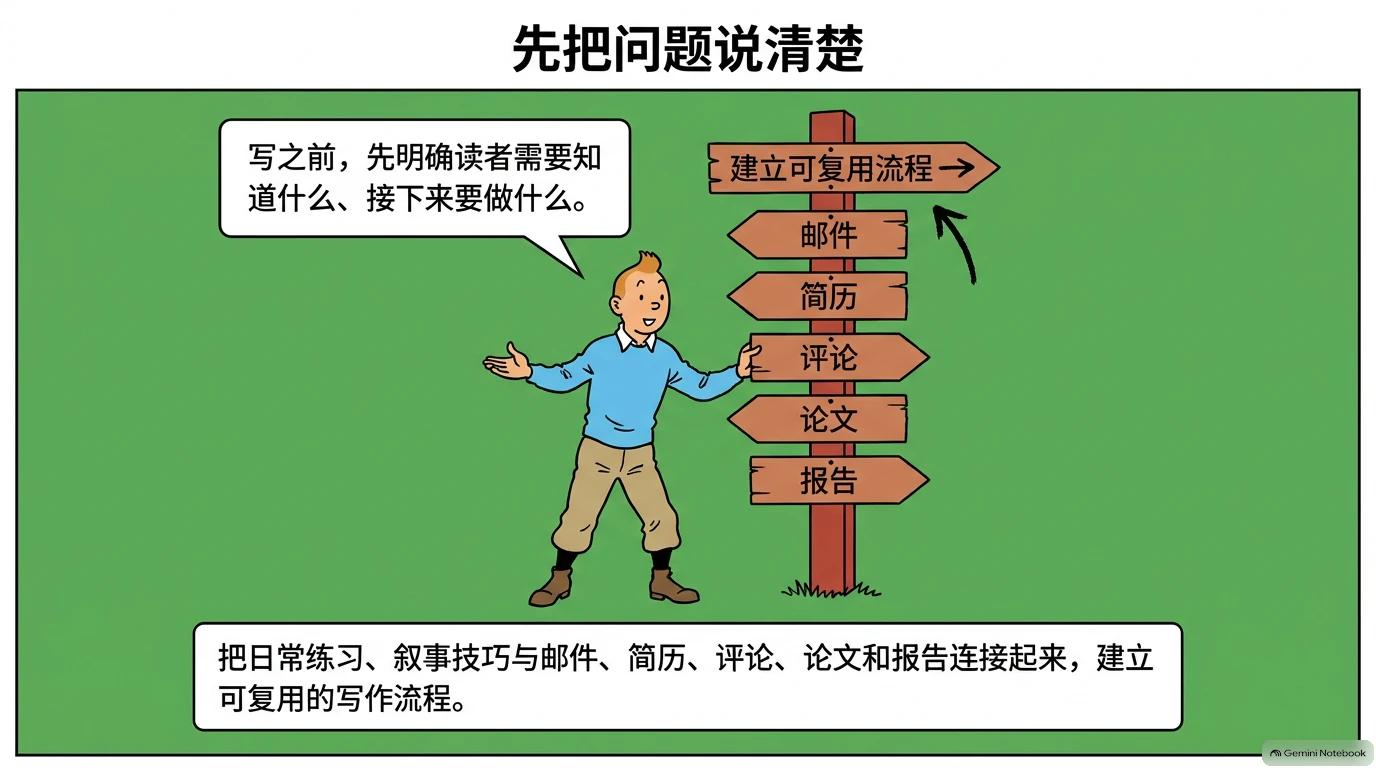 先把问题说清楚
写之前，先明确读者需要知
道什么、接下来要做什么。
建立可复用流程→
邮件
简历
评论
论文
报告
把日常练习、叙事技巧与邮件、简历、评论、论文和报告连接起来，建立
可复用的写作流程。
Gemini Notebook